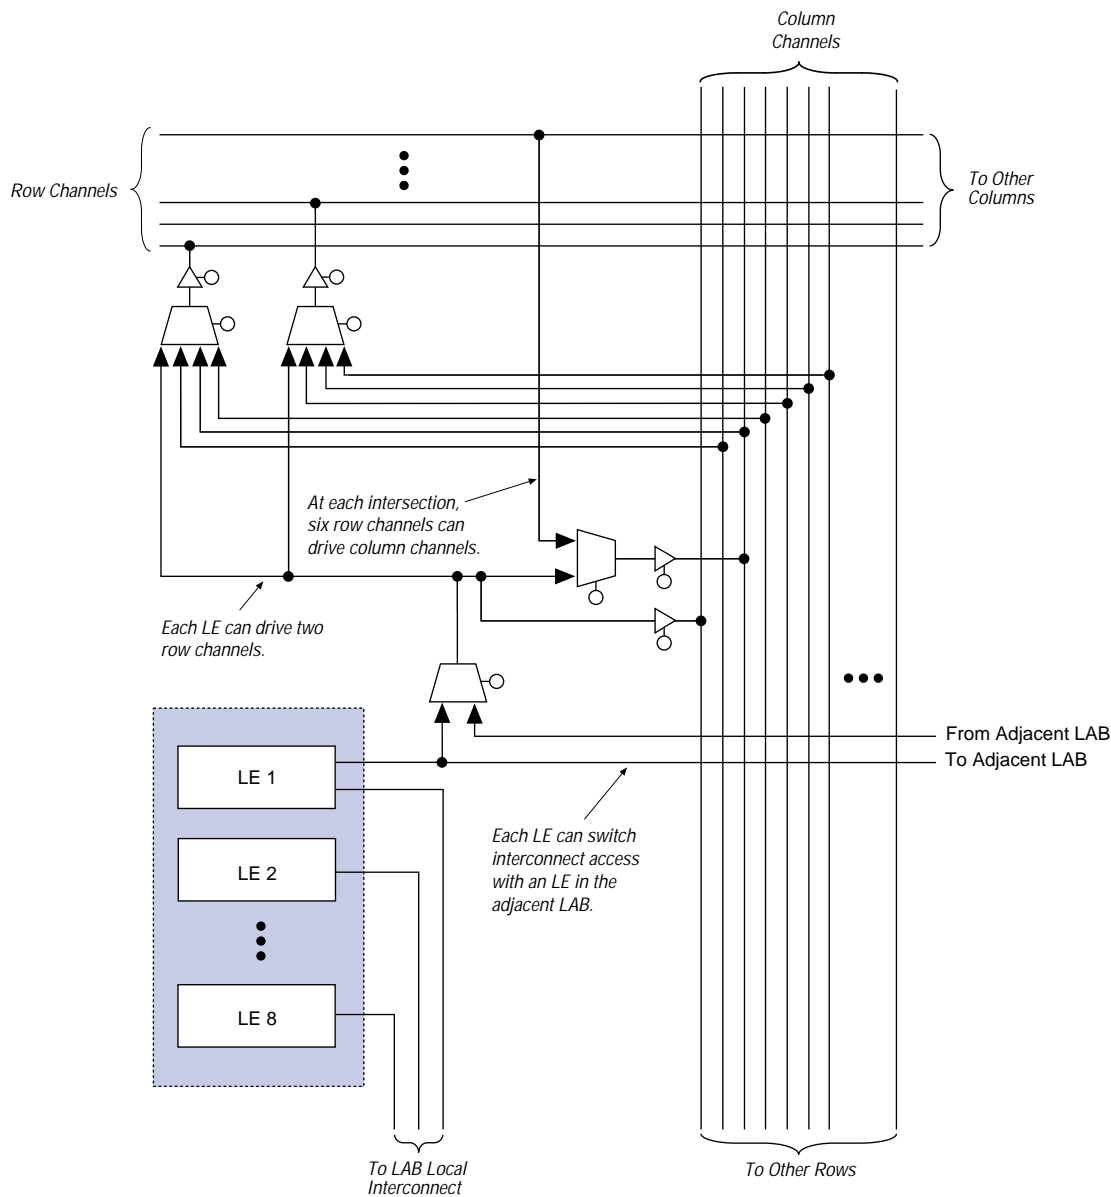 Column
Channels
Row Channels
To Other
Columns
At each intersection,
six row channels can
drive column channels.
Each LE can drive two
row channels.
From Adjacent LAB
To Adjacent LAB
LE 1
Each LE can switch
interconnect access
with an LE in the
adjacent LAB.
LE 2
LE 8
To LAB Local
Interconnect
To Other Rows